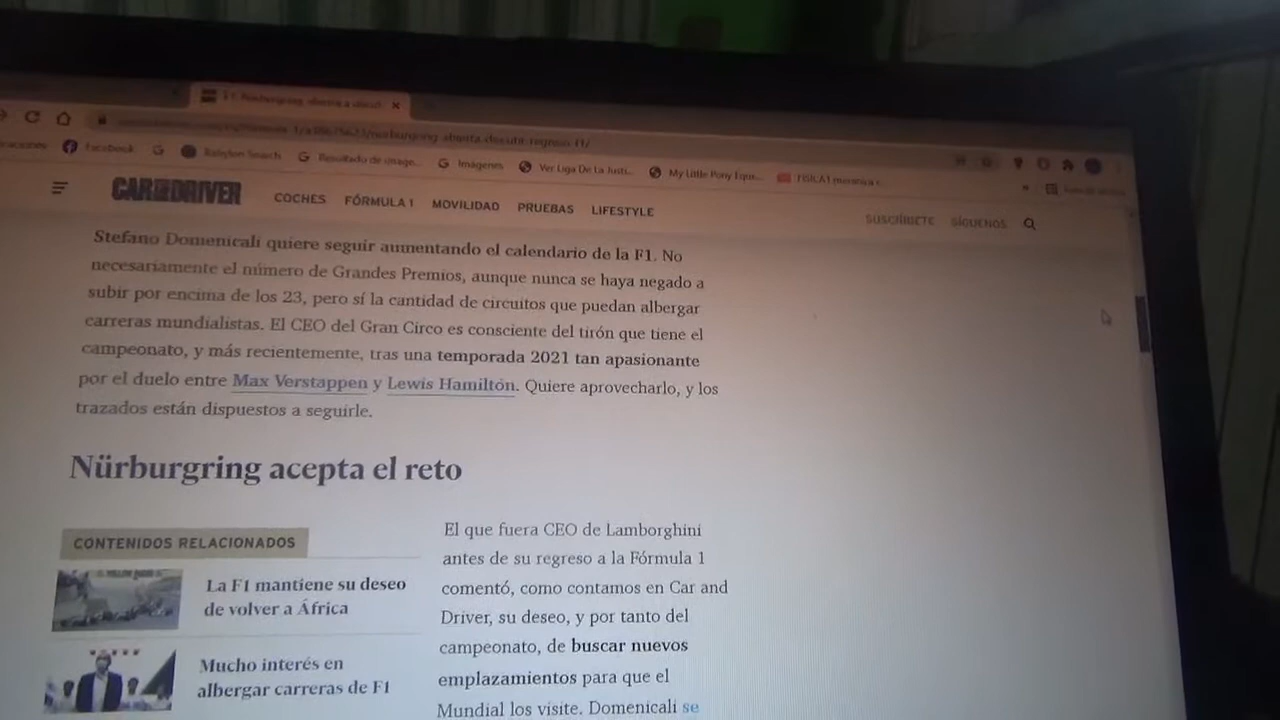 Facebook
Babylon Search
Resultado de image...
Imágenes
Ver Liga De La Justi...
My Little Pony Eque...
CAR AND DRIVER
COCHES
FÓRMULA 1
MOVILIDAD
PRUEBAS
LIFESTYLE
SUSCRÍBETE
SÍGUENOS
Stefano Domenicali quiere seguir aumentando el calendario de la F1. No
necesariamente el número de Grandes Premios, aunque nunca se haya negado a
subir por encima de los 23, pero sí la cantidad de circuitos que puedan albergar
carreras mundialistas. El CEO del Gran Circo es consciente del tirón que tiene el
campeonato, y más recientemente, tras una temporada 2021 tan apasionante
por el duelo entre Max Verstappen y Lewis Hamilton. Quiere aprovecharlo, y los
trazados están dispuestos a seguirle.
Nürburgring acepta el reto
CONTENIDOS RELACIONADOS
La F1 mantiene su deseo
de volver a África
Mucho interés en
albergar carreras de F1
El que fuera CEO de Lamborghini
antes de su regreso a la Fórmula 1
comentó, como contamos en Car and
Driver, su deseo, y por tanto del
campeonato, de buscar nuevos
emplazamientos para que el
Mundial los visite. Domenicali se